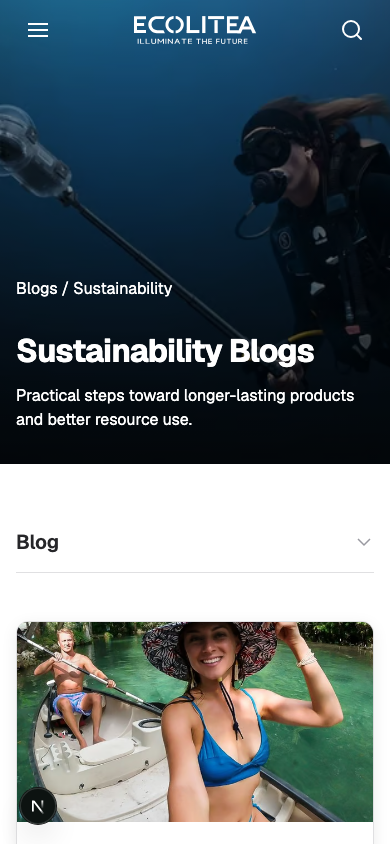 ECOLITEA
ILLUMINATE THE FUTURE
Blogs / Sustainability
Sustainability Blogs
Practical steps toward longer-lasting products
and better resource use.
Blog
N